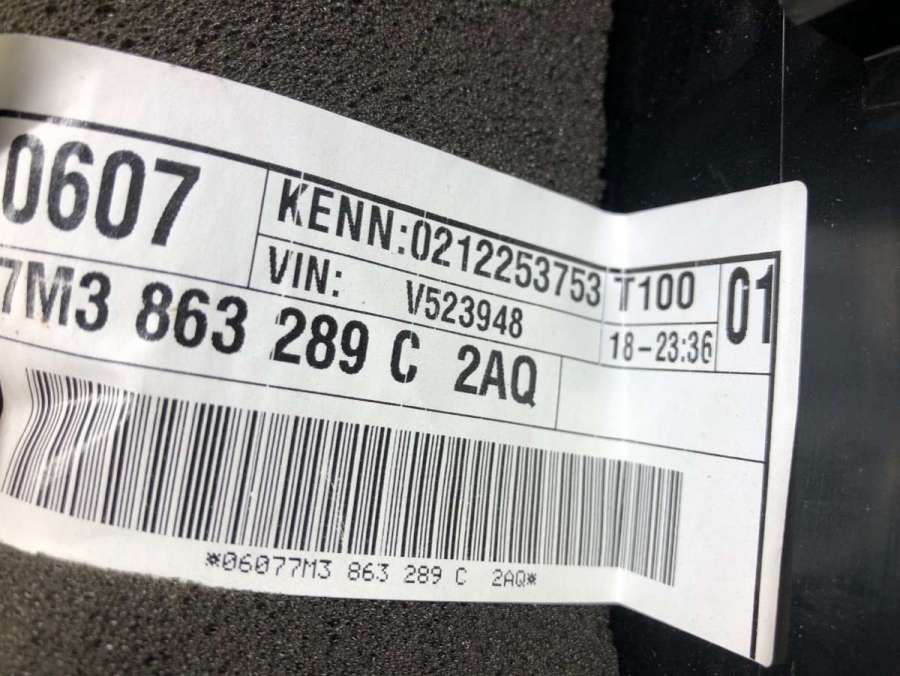 0607
KENN:0212253753 T100 01
VIN: V523948 18-23:36
7M3 863 289 C 2AQ
*06077M3 863 289 C 2AQ*